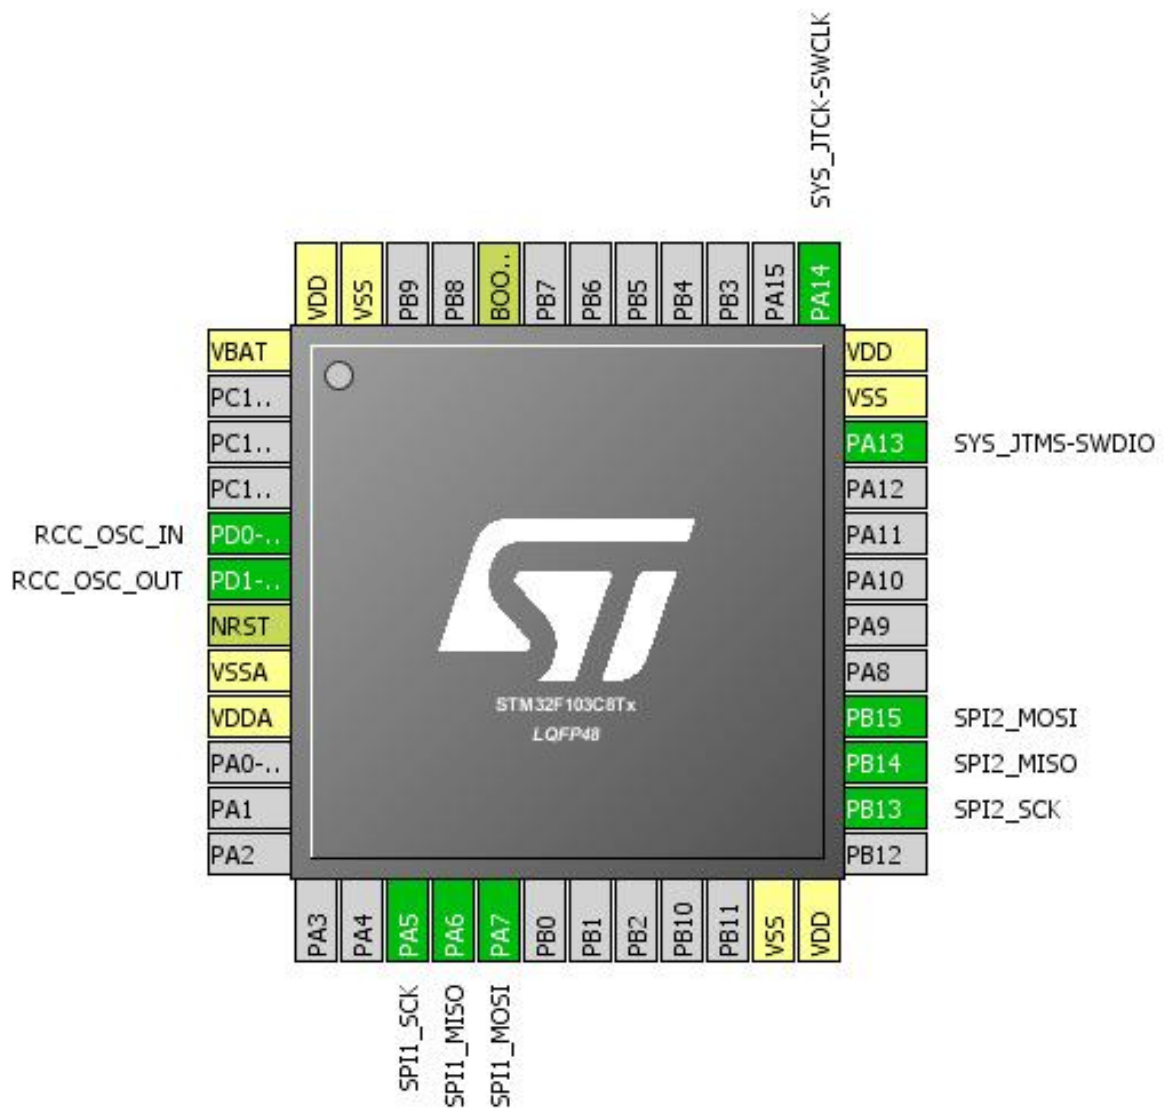 SYS_JTCK-SWCLK
VDD
VSS
PB9
PB8
BOO..
PB7
PB6
PB5
PB4
PB3
PA15
PA14
VBAT
PC1..
PC1..
PC1..
RCC_OSC_IN PD0-..
RCC_OSC_OUT PD1-..
NRST
VSSA
VDDA
PA0-..
PA1
PA2
ST
STM32F103C8Tx
LQFP48
VDD
VSS
PA13 SYS_JTMS-SWDIO
PA12
PA11
PA10
PA9
PA8
PB15 SPI2_MOSI
PB14 SPI2_MISO
PB13 SPI2_SCK
PB12
PA3
PA4
PA5
PA6
PA7
PB0
PB1
PB2
PB10
PB11
VSS
VDD
SPI1_SCK
SPI1_MISO
SPI1_MOSI